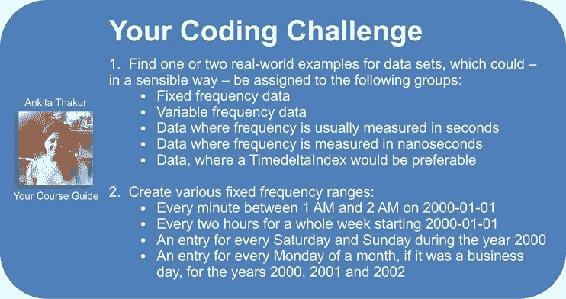 Your Coding Challenge
1. Find one or two real-world examples for data sets, which could –
in a sensible way – be assigned to the following groups:
• Fixed frequency data
• Variable frequency data
• Data where frequency is usually measured in seconds
• Data where frequency is measured in nanoseconds
• Data, where a TimedeltaIndex would be preferable
Ankita Thakur
Your Course Guide
2. Create various fixed frequency ranges:
• Every minute between 1 AM and 2 AM on 2000-01-01
• Every two hours for a whole week starting 2000-01-01
• An entry for every Saturday and Sunday during the year 2000
• An entry for every Monday of a month, if it was a business
day, for the years 2000, 2001 and 2002